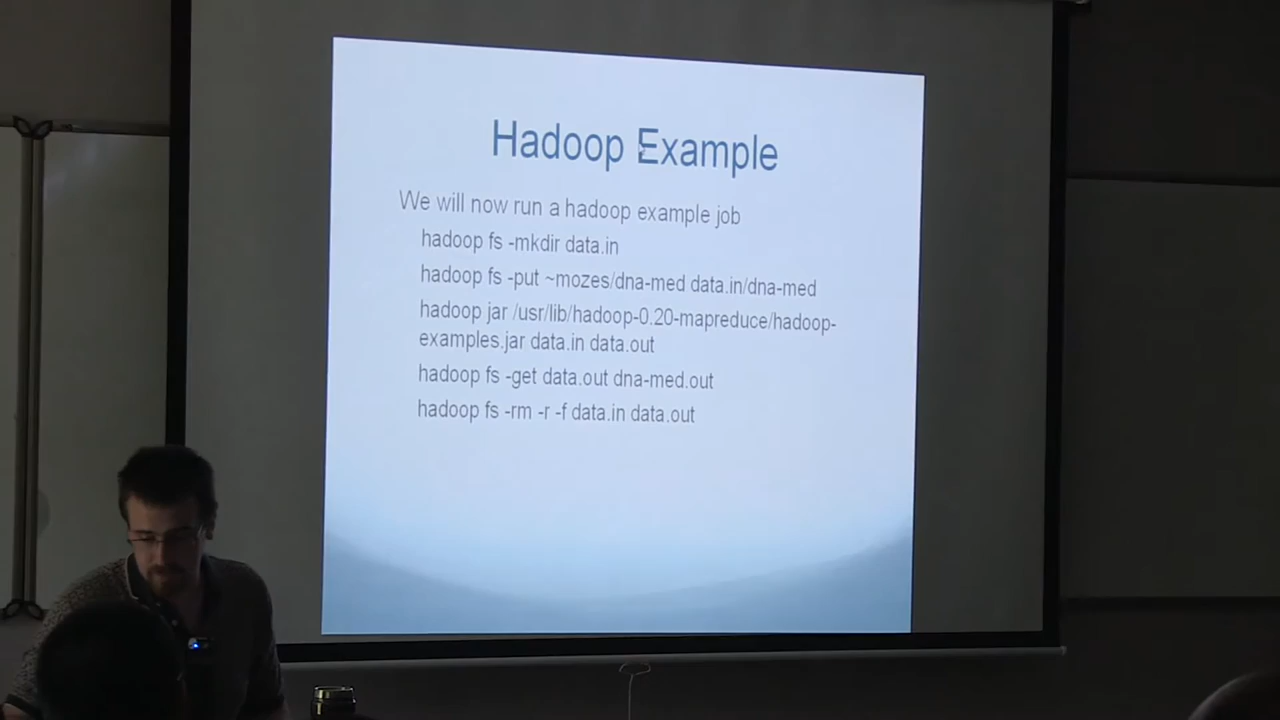 Hadoop Example
We will now run a hadoop example job
hadoop fs -mkdir data.in
hadoop fs -put ~mozes/dna-med data.in/dna-med
hadoop jar /usr/lib/hadoop-0.20-mapreduce/hadoop-
examples.jar data.in data.out
hadoop fs -get data.out dna-med.out
hadoop fs -rm -r -f data.in data.out